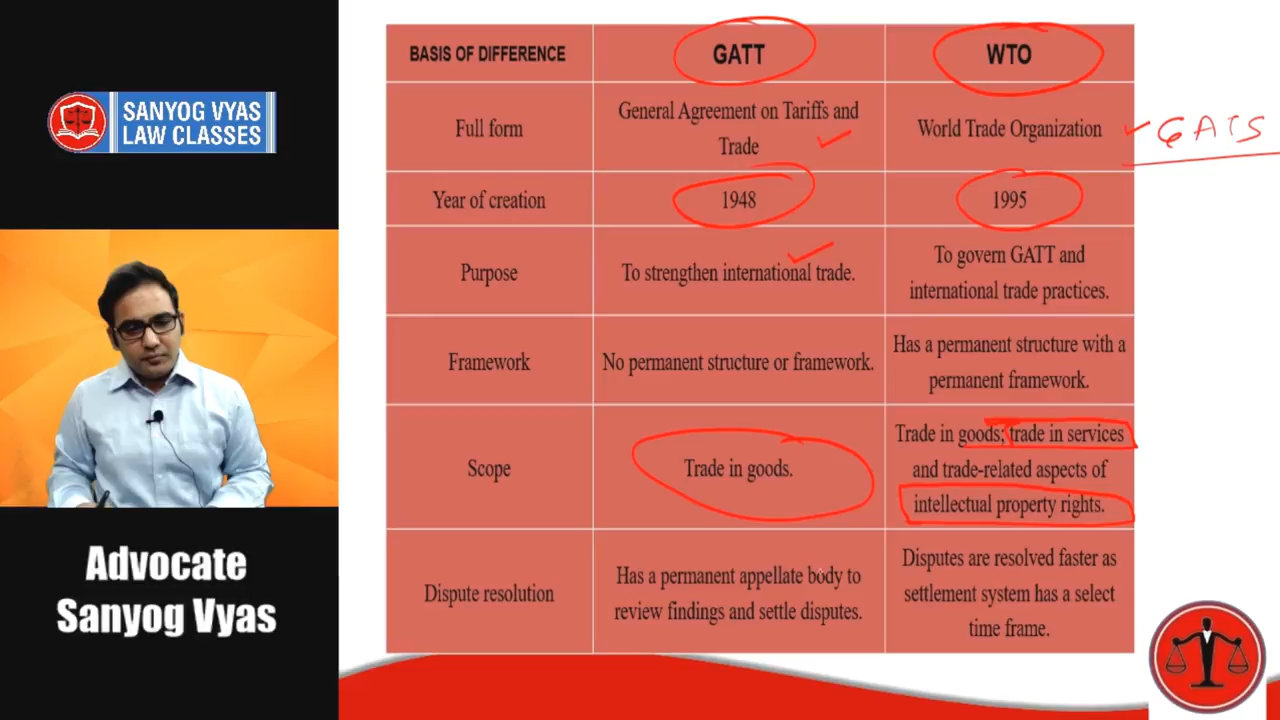 SANYOG VYAS
LAW CLASSES
Advocate
Sanyog Vyas
BASIS OF DIFFERENCE
GATT
WTO
Full form
General Agreement on Tariffs and
Trade
World Trade Organization
GATS
Year of creation
1948
1995
Purpose
To strengthen international trade.
To govern GATT and
international trade practices.
Framework
No permanent structure or framework.
Has a permanent structure with a
permanent framework.
Scope
Trade in goods.
Trade in goods; trade in services
and trade-related aspects of
intellectual property rights.
Dispute resolution
Has a permanent appellate body to
review findings and settle disputes.
Disputes are resolved faster as
settlement system has a select
time frame.